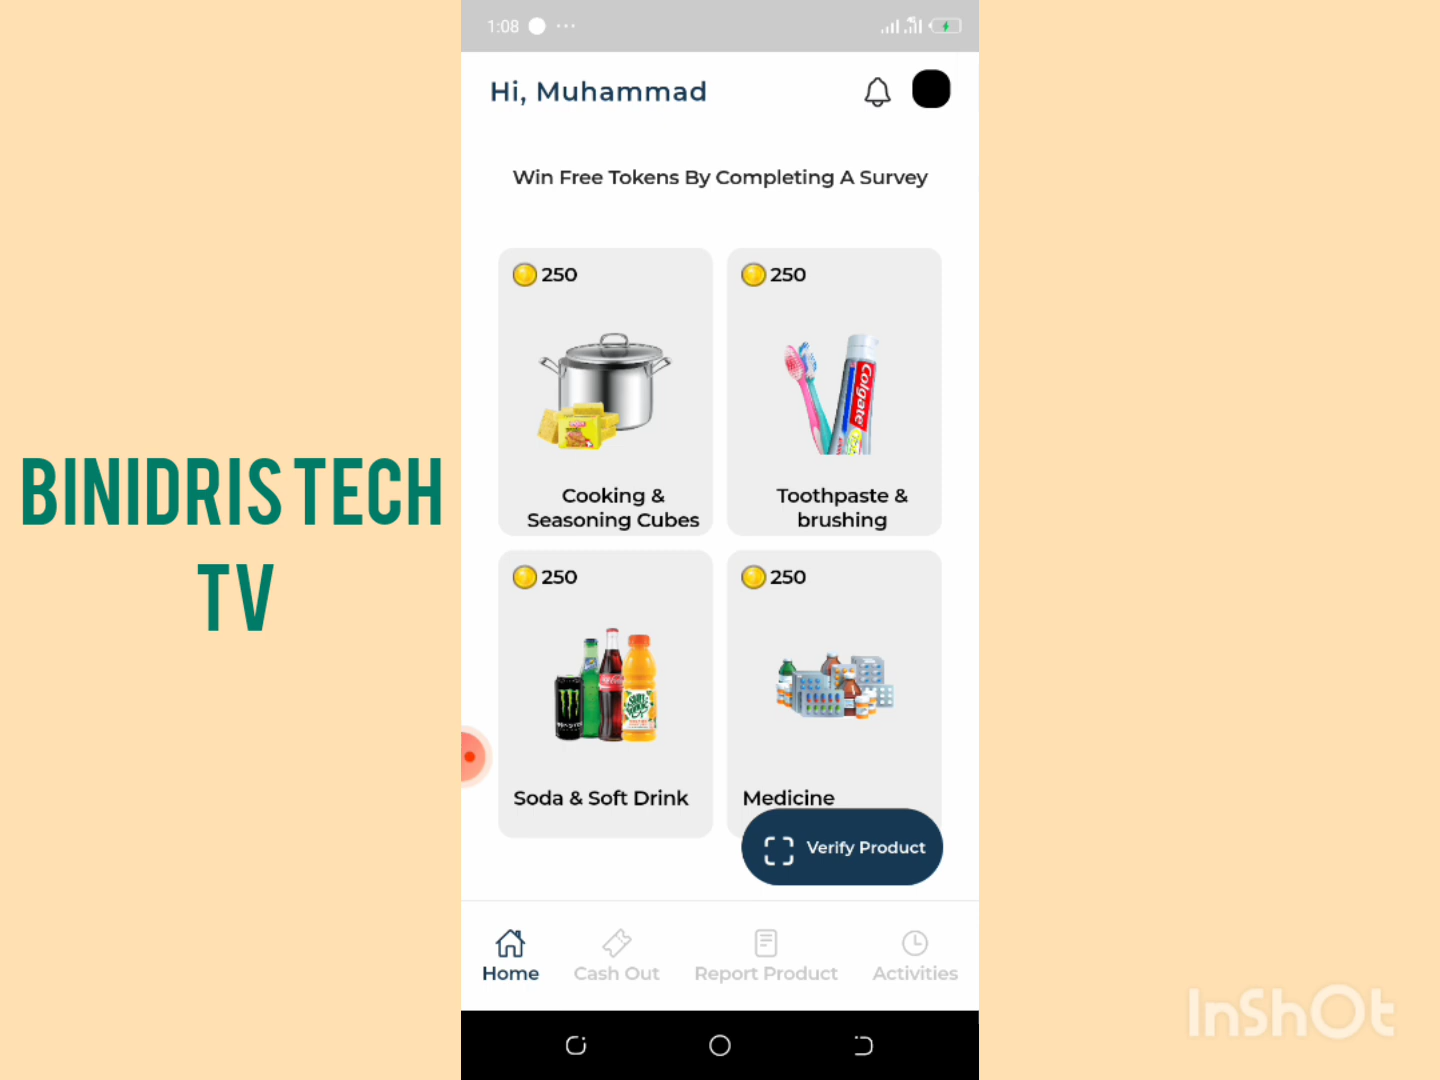 1:08
Hi, Muhammad
Win Free Tokens By Completing A Survey
250
250
Colgate
Cooking &
Seasoning Cubes
Toothpaste &
brushing
250
250
Soda & Soft Drink
Medicine
Verify Product
Home
Cash Out
Report Product
Activities
BINIDRIS TECH
TV
InShOt